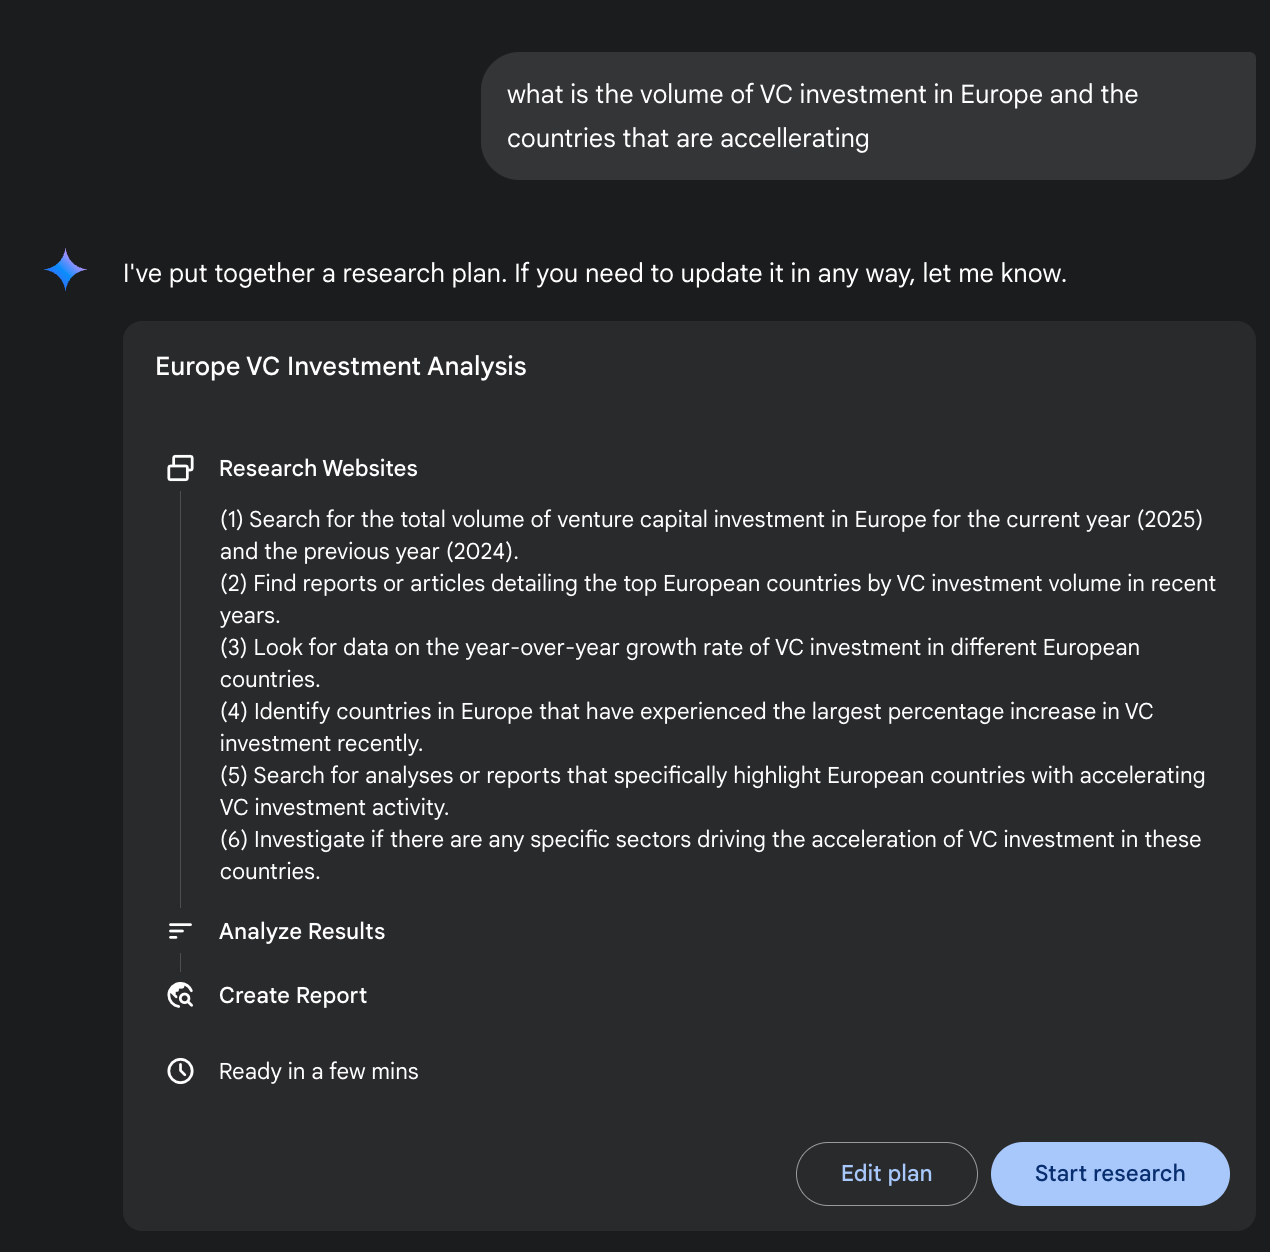 what is the volume of VC investment in Europe and the
countries that are accellerating
I've put together a research plan. If you need to update it in any way, let me know.
Europe VC Investment Analysis
Research Websites
(1) Search for the total volume of venture capital investment in Europe for the current year (2025)
and the previous year (2024).
(2) Find reports or articles detailing the top European countries by VC investment volume in recent
years.
(3) Look for data on the year-over-year growth rate of VC investment in different European
countries.
(4) Identify countries in Europe that have experienced the largest percentage increase in VC
investment recently.
(5) Search for analyses or reports that specifically highlight European countries with accelerating
VC investment activity.
(6) Investigate if there are any specific sectors driving the acceleration of VC investment in these
countries.
Analyze Results
Create Report
Ready in a few mins
Edit plan
Start research